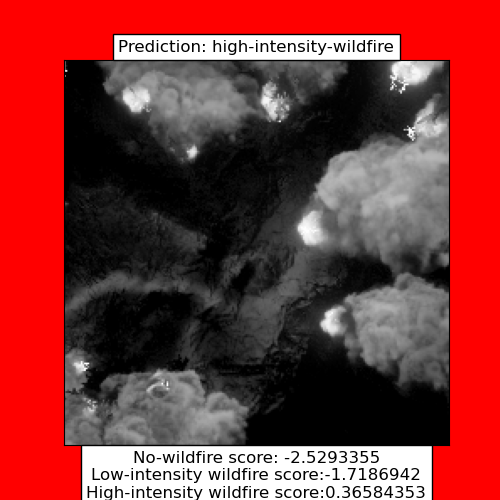 Prediction: high-intensity-wildfire
No-wildfire score: -2.5293355
Low-intensity wildfire score:-1.7186942
High-intensity wildfire score:0.36584353